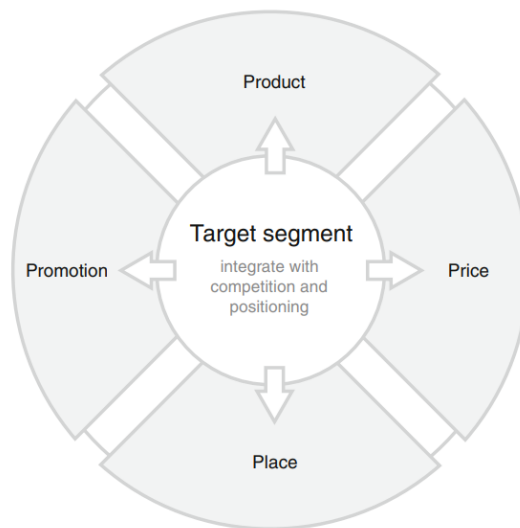 Product
Target segment
integrate with
competition and
positioning
Promotion
Price
Place